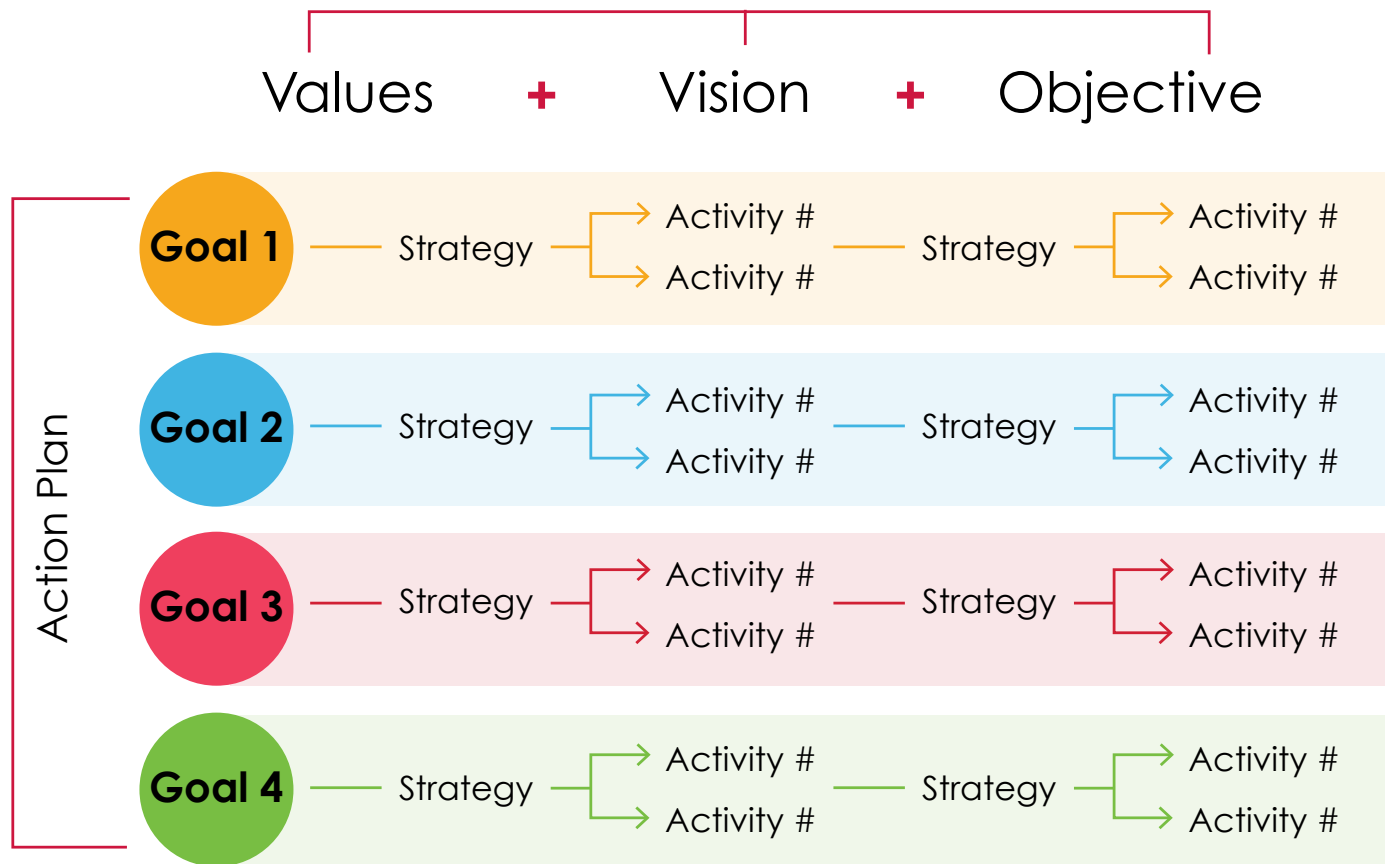 Values + Vision + Objective
Action Plan
Goal 1
Strategy
Activity #
Activity #
Strategy
Activity #
Activity #
Goal 2
Strategy
Activity #
Activity #
Strategy
Activity #
Activity #
Goal 3
Strategy
Activity #
Activity #
Strategy
Activity #
Activity #
Goal 4
Strategy
Activity #
Activity #
Strategy
Activity #
Activity #